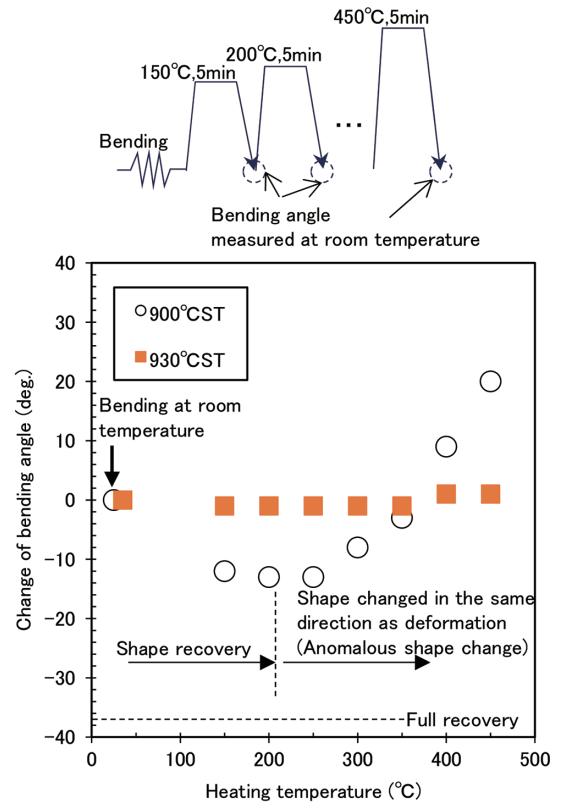 450℃,5min
200℃,5min
150℃,5min
...
Bending
Bending angle
measured at room temperature
40
30
20
10
0
-10
-20
-30
-40
Change of bending angle (deg.)
900℃ST
930℃ST
Bending at room
temperature
Shape changed in the same
direction as deformation
(Anomalous shape change)
Shape recovery
Full recovery
0
100
200
300
400
500
Heating temperature (℃)